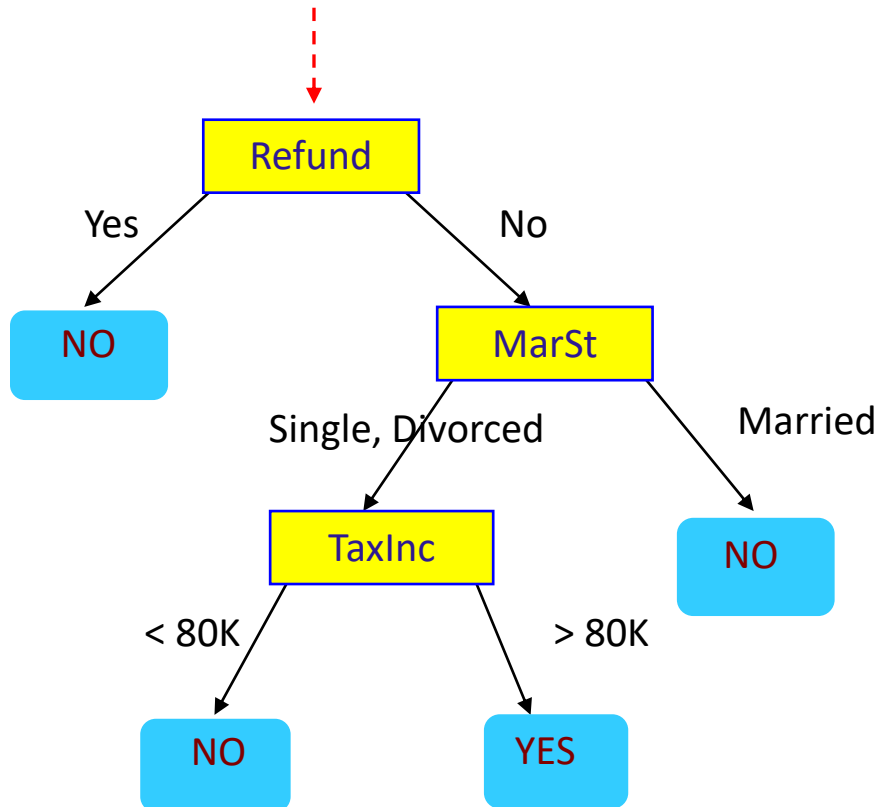 Refund
Yes
No
NO
MarSt
Single, Divorced
Married
TaxInc
NO
< 80K
> 80K
NO
YES